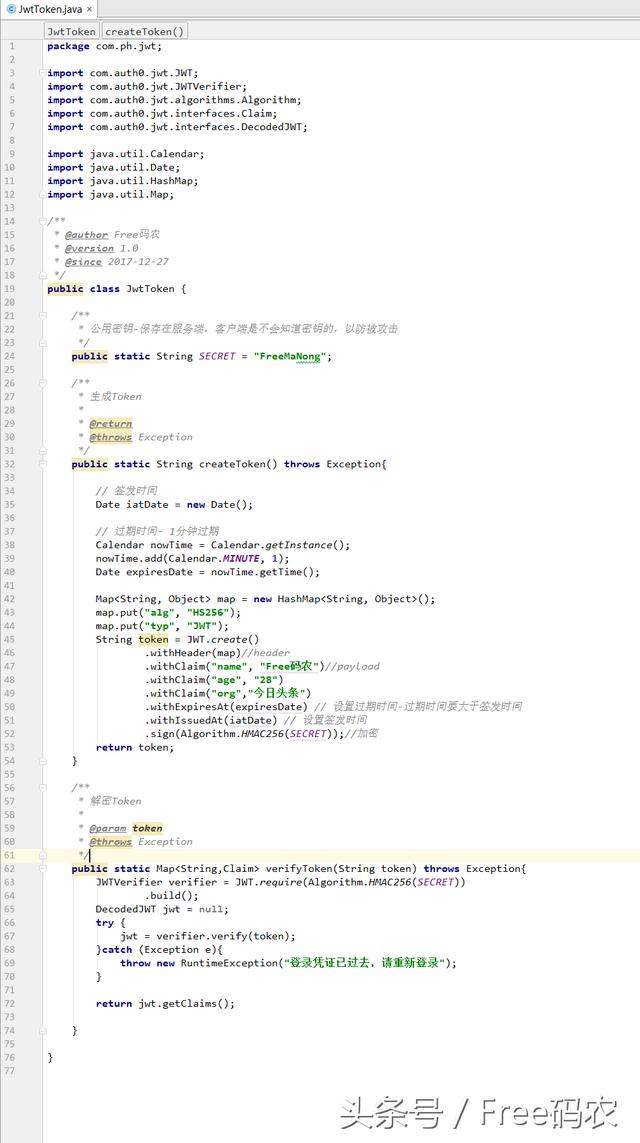 JwtToken.java ×
JwtToken createToken()
1 package com.ph.jwt;
2
3 import com.auth0.jwt.JWT;
4 import com.auth0.jwt.JWTVerifier;
5 import com.auth0.jwt.algorithms.Algorithm;
6 import com.auth0.jwt.interfaces.Claim;
7 import com.auth0.jwt.interfaces.DecodedJWT;
8
9 import java.util.Calendar;
10 import java.util.Date;
11 import java.util.HashMap;
12 import java.util.Map;
13
14 /**
15 * @author Free码农
16 * @version 1.0
17 * @since 2017-12-27
18 */
19 public class JwtToken {
20
21 /**
22 * 公用密钥-保存在服务端，客户端是不会知道密钥的，以防被攻击
23 */
24 public static String SECRET = "FreeMaNong";
25
26 /**
27 * 生成Token
28 *
29 * @return
30 * @throws Exception
31 */
32 public static String createToken() throws Exception{
33
34 // 签发时间
35 Date iatDate = new Date();
36
37 // 过期时间- 1分钟过期
38 Calendar nowTime = Calendar.getInstance();
39 nowTime.add(Calendar.MINUTE, 1);
40 Date expiresDate = nowTime.getTime();
41
42 Map<String, Object> map = new HashMap<String, Object>();
43 map.put("alg", "HS256");
44 map.put("typ", "JWT");
45 String token = JWT.create()
46 .withHeader(map)//header
47 .withClaim("name", "Free码农")//payload
48 .withClaim("age", "28")
49 .withClaim("org","今日头条")
50 .withExpiresAt(expiresDate) // 设置过期时间-过期时间要大于签发时间
51 .withIssuedAt(iatDate) // 设置签发时间
52 .sign(Algorithm.HMAC256(SECRET));//加密
53 return token;
54 }
55
56 /**
57 * 解密Token
58 *
59 * @param token
60 * @throws Exception
61 */
62 public static Map<String,Claim> verifyToken(String token) throws Exception{
63 JWTVerifier verifier = JWT.require(Algorithm.HMAC256(SECRET))
64 .build();
65 DecodedJWT jwt = null;
66 try {
67 jwt = verifier.verify(token);
68 }catch (Exception e){
69 throw new RuntimeException("登录凭证已过去，请重新登录");
70 }
71
72 return jwt.getClaims();
73
74 }
75
76 }
77
头条号 / Free码农